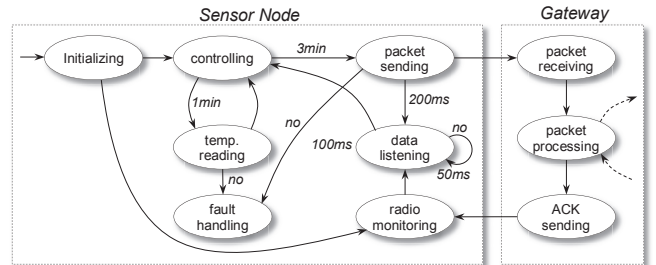 Sensor Node
Gateway
Initializing
controlling
3min
packet
sending
packet
receiving
1min
200ms
temp.
reading
no
100ms
data
listening
no
50ms
packet
processing
no
fault
handling
radio
monitoring
ACK
sending